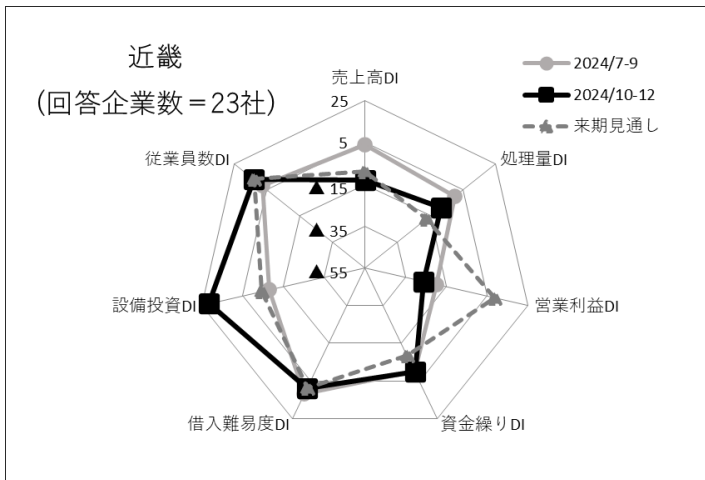 近畿
(回答企業数＝23社)
売上高DI
2024/7-9
2024/10-12
来期見通し
25
5
▲ 15
▲ 35
▲ 55
従業員数DI
処理量DI
設備投資DI
営業利益DI
借入難易度DI
資金繰りDI